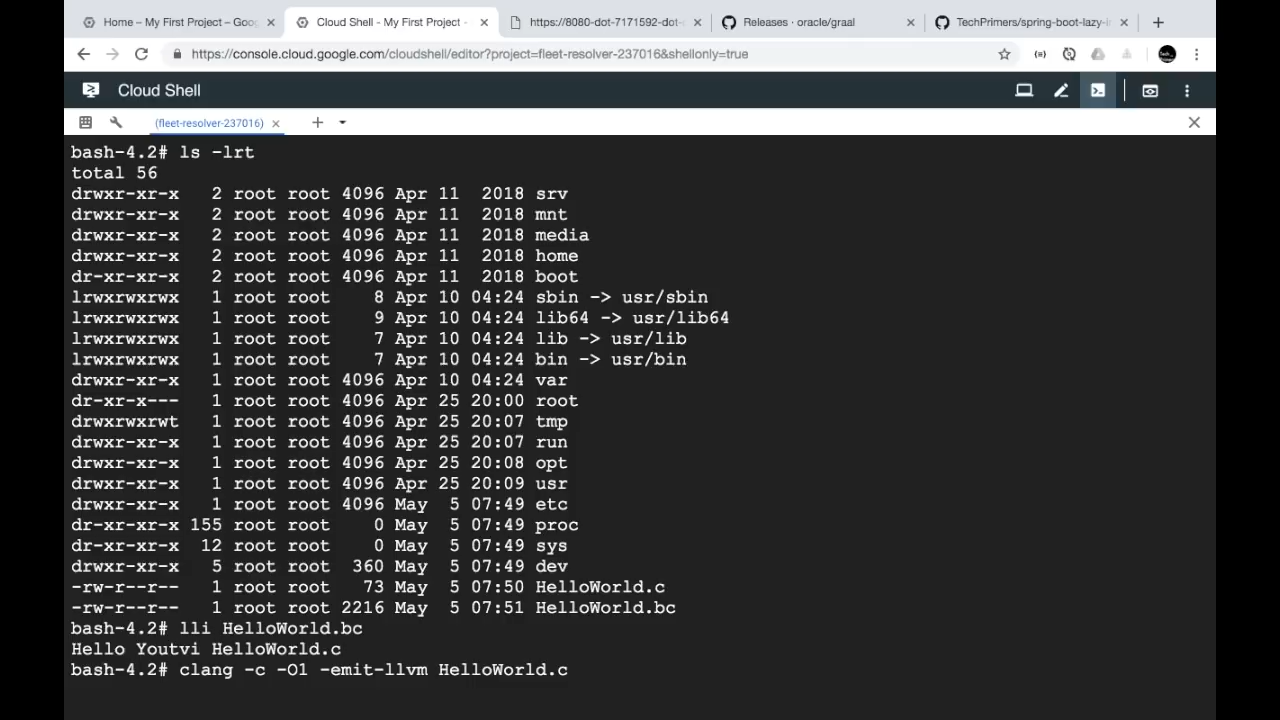 Home – My First Project – Goog
Cloud Shell - My First Project -
https://8080-dot-7171592-dot-
Releases · oracle/graal
TechPrimers/spring-boot-lazy-in
https://console.cloud.google.com/cloudshell/editor?project=fleet-resolver-237016&shellonly=true
Cloud Shell
(fleet-resolver-237016)
bash-4.2# ls -lrt
total 56
drwxr-xr-x   2 root root 4096 Apr 11  2018 srv
drwxr-xr-x   2 root root 4096 Apr 11  2018 mnt
drwxr-xr-x   2 root root 4096 Apr 11  2018 media
drwxr-xr-x   2 root root 4096 Apr 11  2018 home
dr-xr-xr-x   2 root root 4096 Apr 11  2018 boot
lrwxrwxrwx   1 root root    8 Apr 10 04:24 sbin -> usr/sbin
lrwxrwxrwx   1 root root    9 Apr 10 04:24 lib64 -> usr/lib64
lrwxrwxrwx   1 root root    7 Apr 10 04:24 lib -> usr/lib
lrwxrwxrwx   1 root root    7 Apr 10 04:24 bin -> usr/bin
drwxr-xr-x   1 root root 4096 Apr 10 04:24 var
dr-xr-x---   1 root root 4096 Apr 25 20:00 root
drwxrwxrwt   1 root root 4096 Apr 25 20:07 tmp
drwxr-xr-x   1 root root 4096 Apr 25 20:07 run
drwxr-xr-x   1 root root 4096 Apr 25 20:08 opt
drwxr-xr-x   1 root root 4096 Apr 25 20:09 usr
drwxr-xr-x   1 root root 4096 May  5 07:49 etc
dr-xr-xr-x 155 root root    0 May  5 07:49 proc
dr-xr-xr-x  12 root root    0 May  5 07:49 sys
drwxr-xr-x   5 root root  360 May  5 07:49 dev
-rw-r--r--   1 root root   73 May  5 07:50 HelloWorld.c
-rw-r--r--   1 root root 2216 May  5 07:51 HelloWorld.bc
bash-4.2# lli HelloWorld.bc
Hello Youtvi HelloWorld.c
bash-4.2# clang -c -O1 -emit-llvm HelloWorld.c